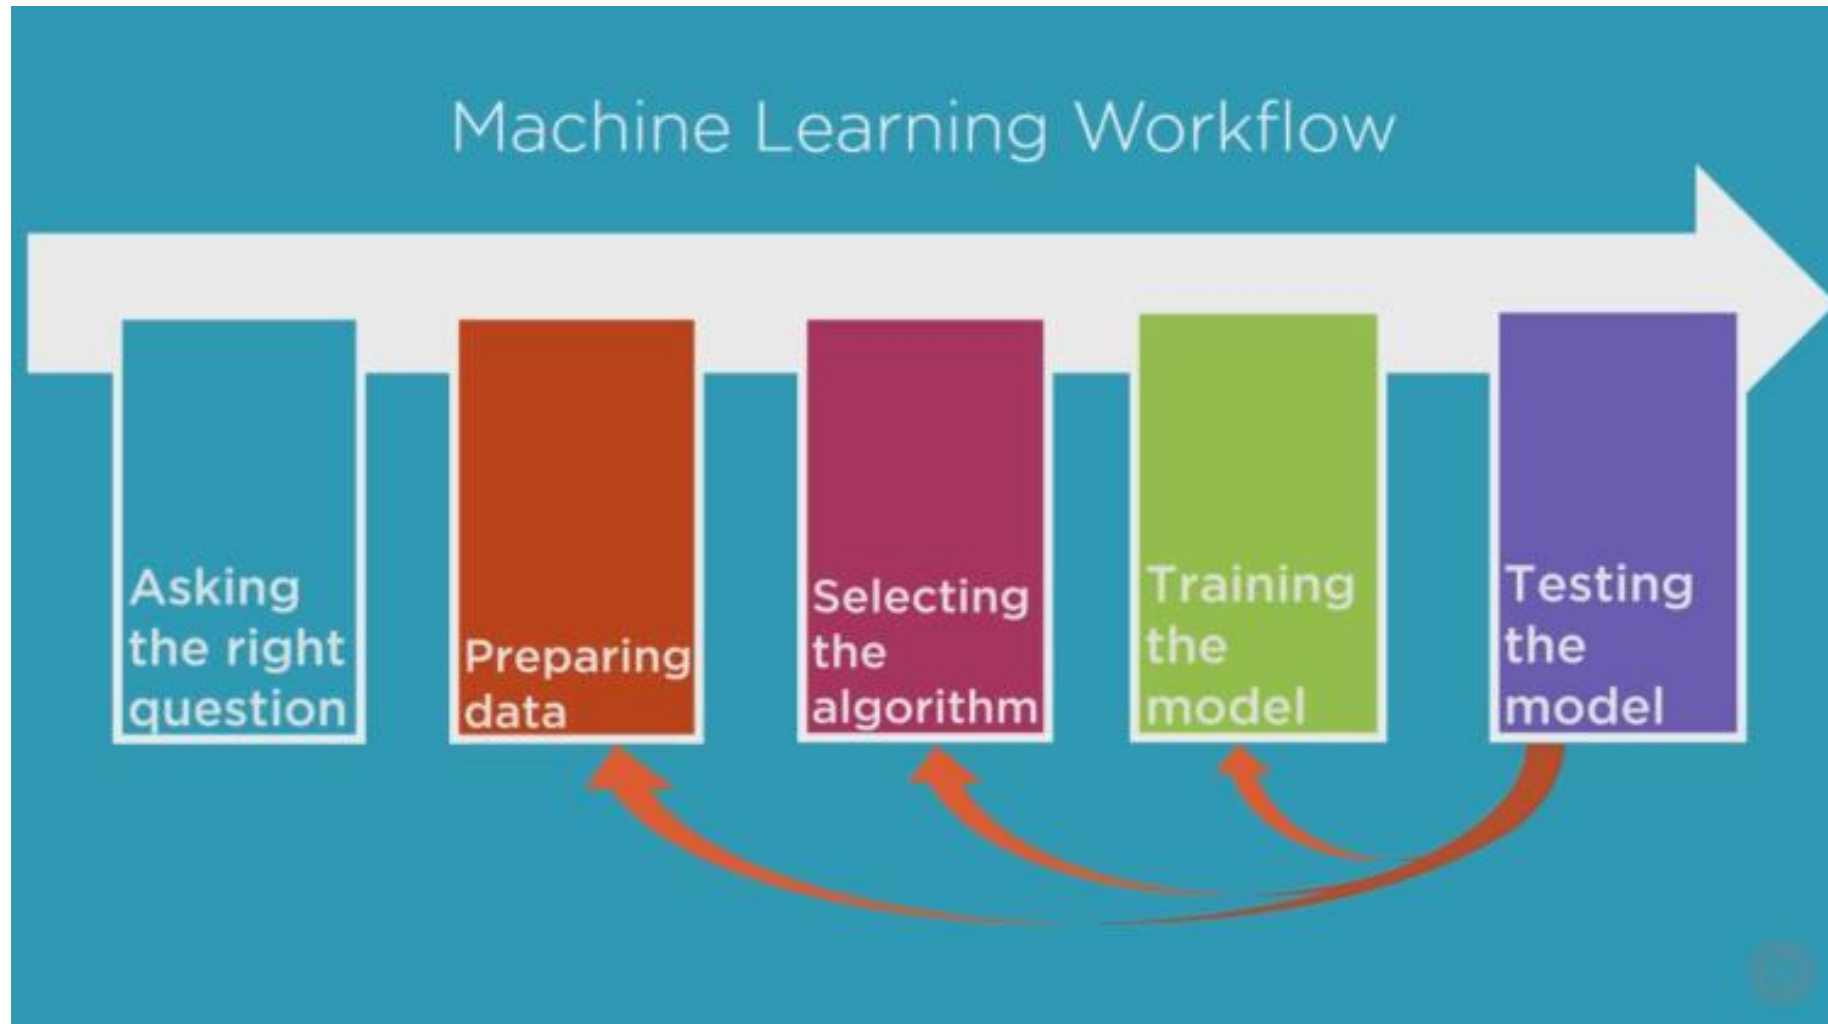 Machine Learning Workflow
Asking
the right
question
Preparing
data
Selecting
the
algorithm
Training
the
model
Testing
the
model